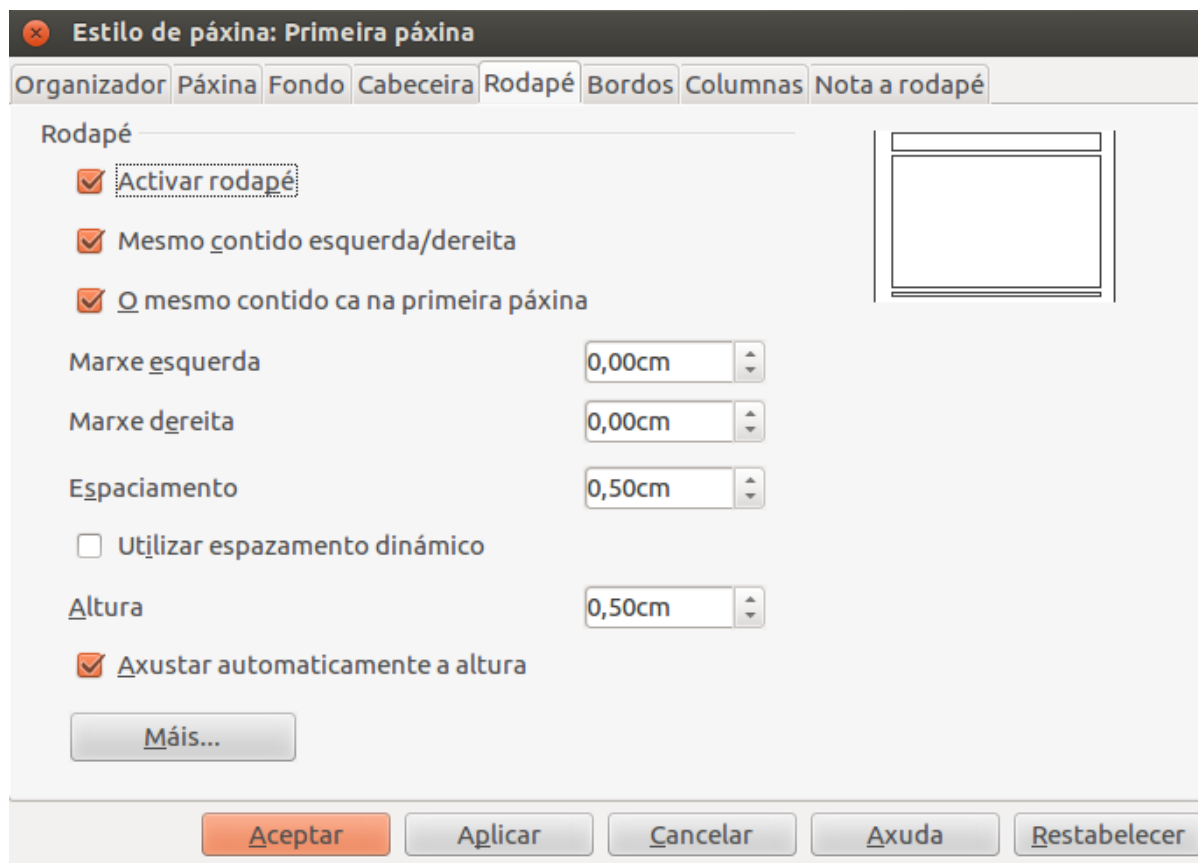 Estilo de páxina: Primeira páxina
Organizador Páxina Fondo Cabeceira Rodapé Bordos Columnas Nota a rodapé
Rodapé
Activar rodapé
Mesmo contido esquerda/dereita
O mesmo contido ca na primeira páxina
Marxe esquerda 0,00cm
Marxe dereita 0,00cm
Espaciamento 0,50cm
Utilizar espazamento dinámico
Altura 0,50cm
Axustar automaticamente a altura
Máis...
Aceptar Aplicar Cancelar Axuda Restabelecer